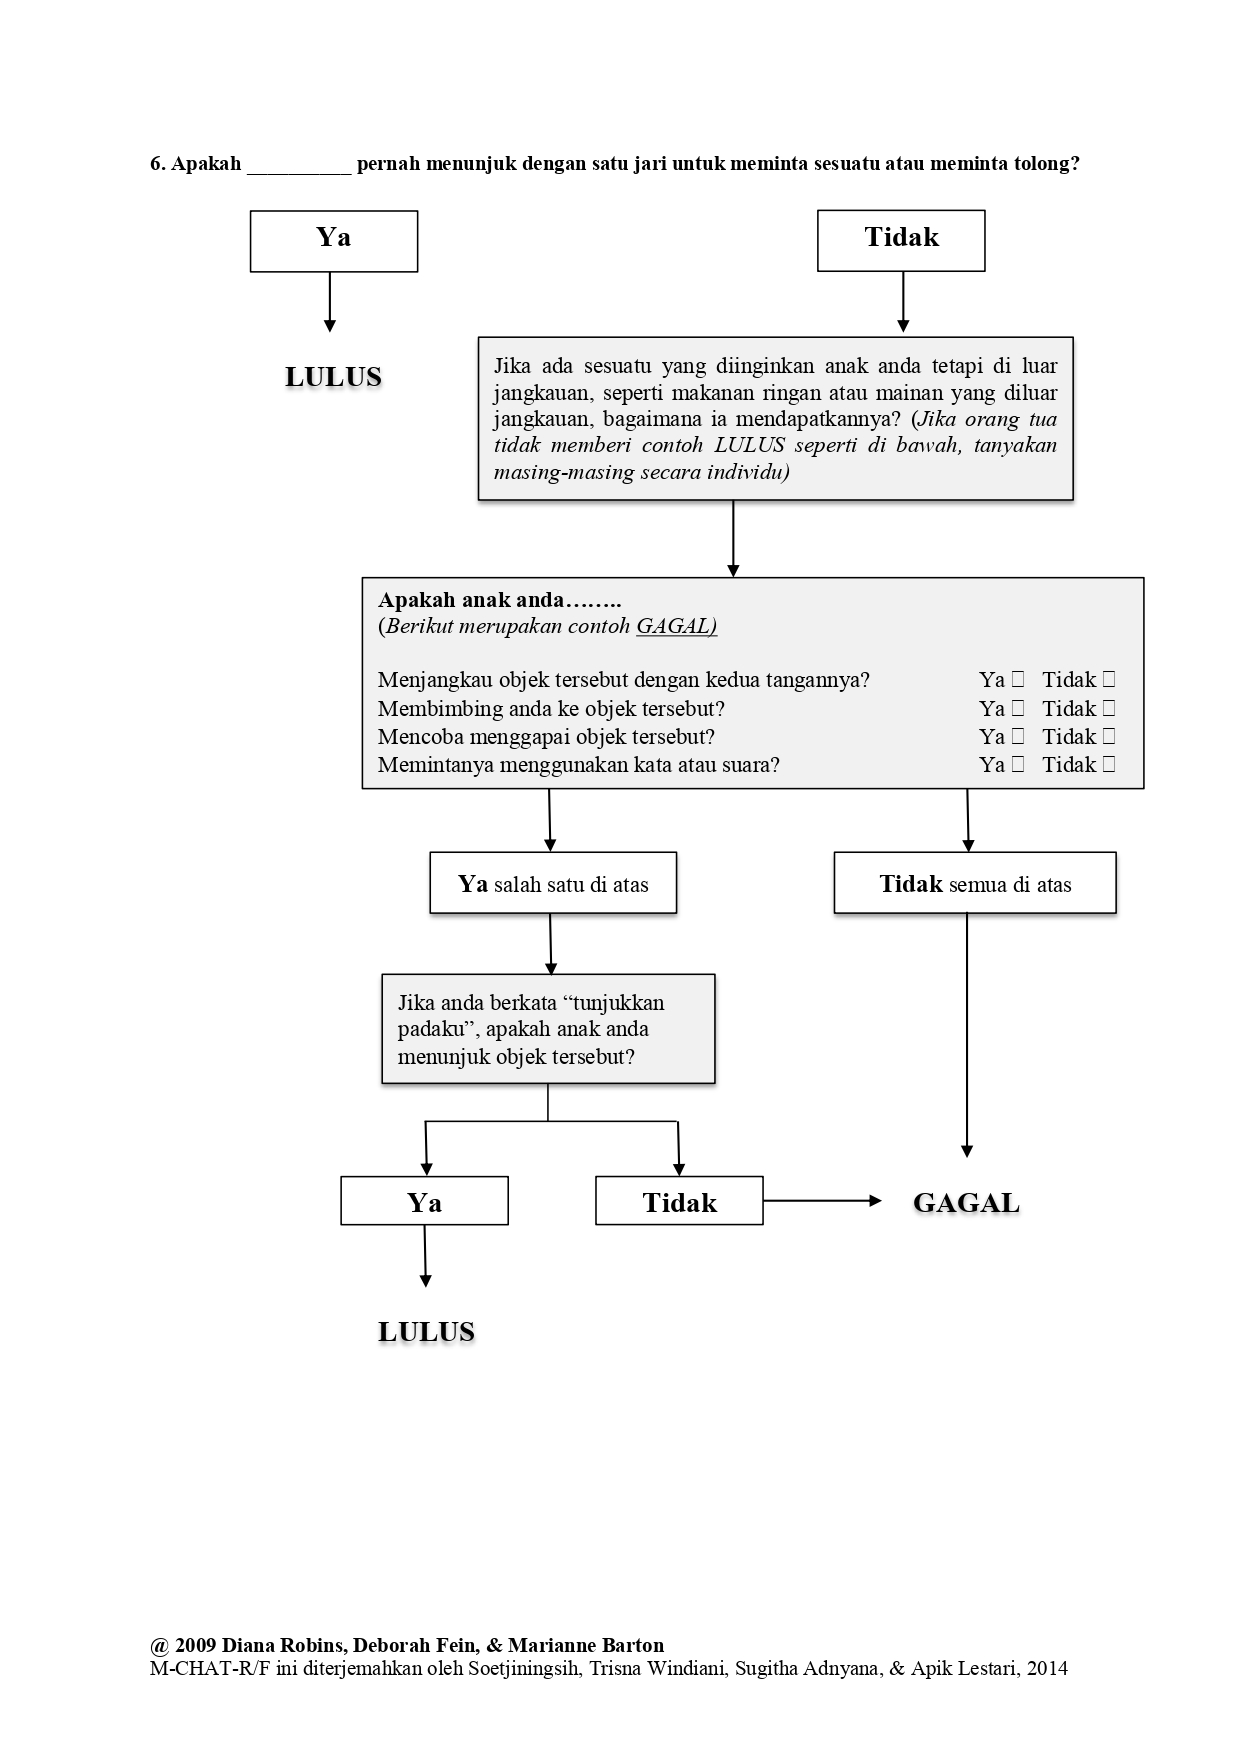 6. Apakah __________ pernah menunjuk dengan satu jari untuk meminta sesuatu atau meminta tolong?
Ya
Tidak
LULUS
Jika ada sesuatu yang diinginkan anak anda tetapi di luar
jangkauan, seperti makanan ringan atau mainan yang diluar
jangkauan, bagaimana ia mendapatkannya? (Jika orang tua
tidak memberi contoh LULUS seperti di bawah, tanyakan
masing-masing secara individu)
Apakah anak anda……..
(Berikut merupakan contoh GAGAL)
Menjangkau objek tersebut dengan kedua tangannya? Ya □ Tidak □
Membimbing anda ke objek tersebut? Ya □ Tidak □
Mencoba menggapai objek tersebut? Ya □ Tidak □
Memintanya menggunakan kata atau suara? Ya □ Tidak □
Ya salah satu di atas
Tidak semua di atas
Jika anda berkata “tunjukkan
padaku”, apakah anak anda
menunjuk objek tersebut?
Ya
Tidak
GAGAL
LULUS
@ 2009 Diana Robins, Deborah Fein, & Marianne Barton
M-CHAT-R/F ini diterjemahkan oleh Soetjiningsih, Trisna Windiani, Sugitha Adnyana, & Apik Lestari, 2014